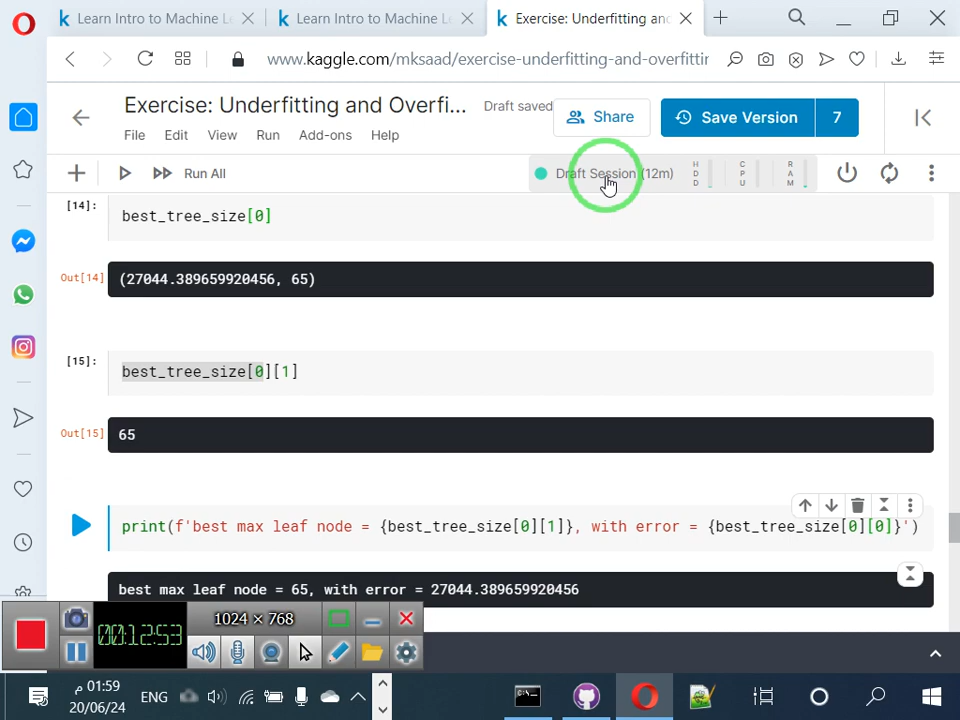 Learn Intro to Machine Le
Learn Intro to Machine Le
Exercise: Underfitting and
www.kaggle.com/mksaad/exercise-underfitting-and-overfittir
Exercise: Underfitting and Overfi...
Draft saved
Share
Save Version
7
File Edit View Run Add-ons Help
Run All
Draft Session (12m)
HDD
CPU
RAM
[14]:
best_tree_size[0]
Out[14]
(27044.389659920456, 65)
[15]:
best_tree_size[0][1]
Out[15]
65
print(f'best max leaf node = {best_tree_size[0][1]}, with error = {best_tree_size[0][0]}')
best max leaf node = 65, with error = 27044.389659920456
1024 × 768
00:12:53
01:59 م
20/06/24
ENG